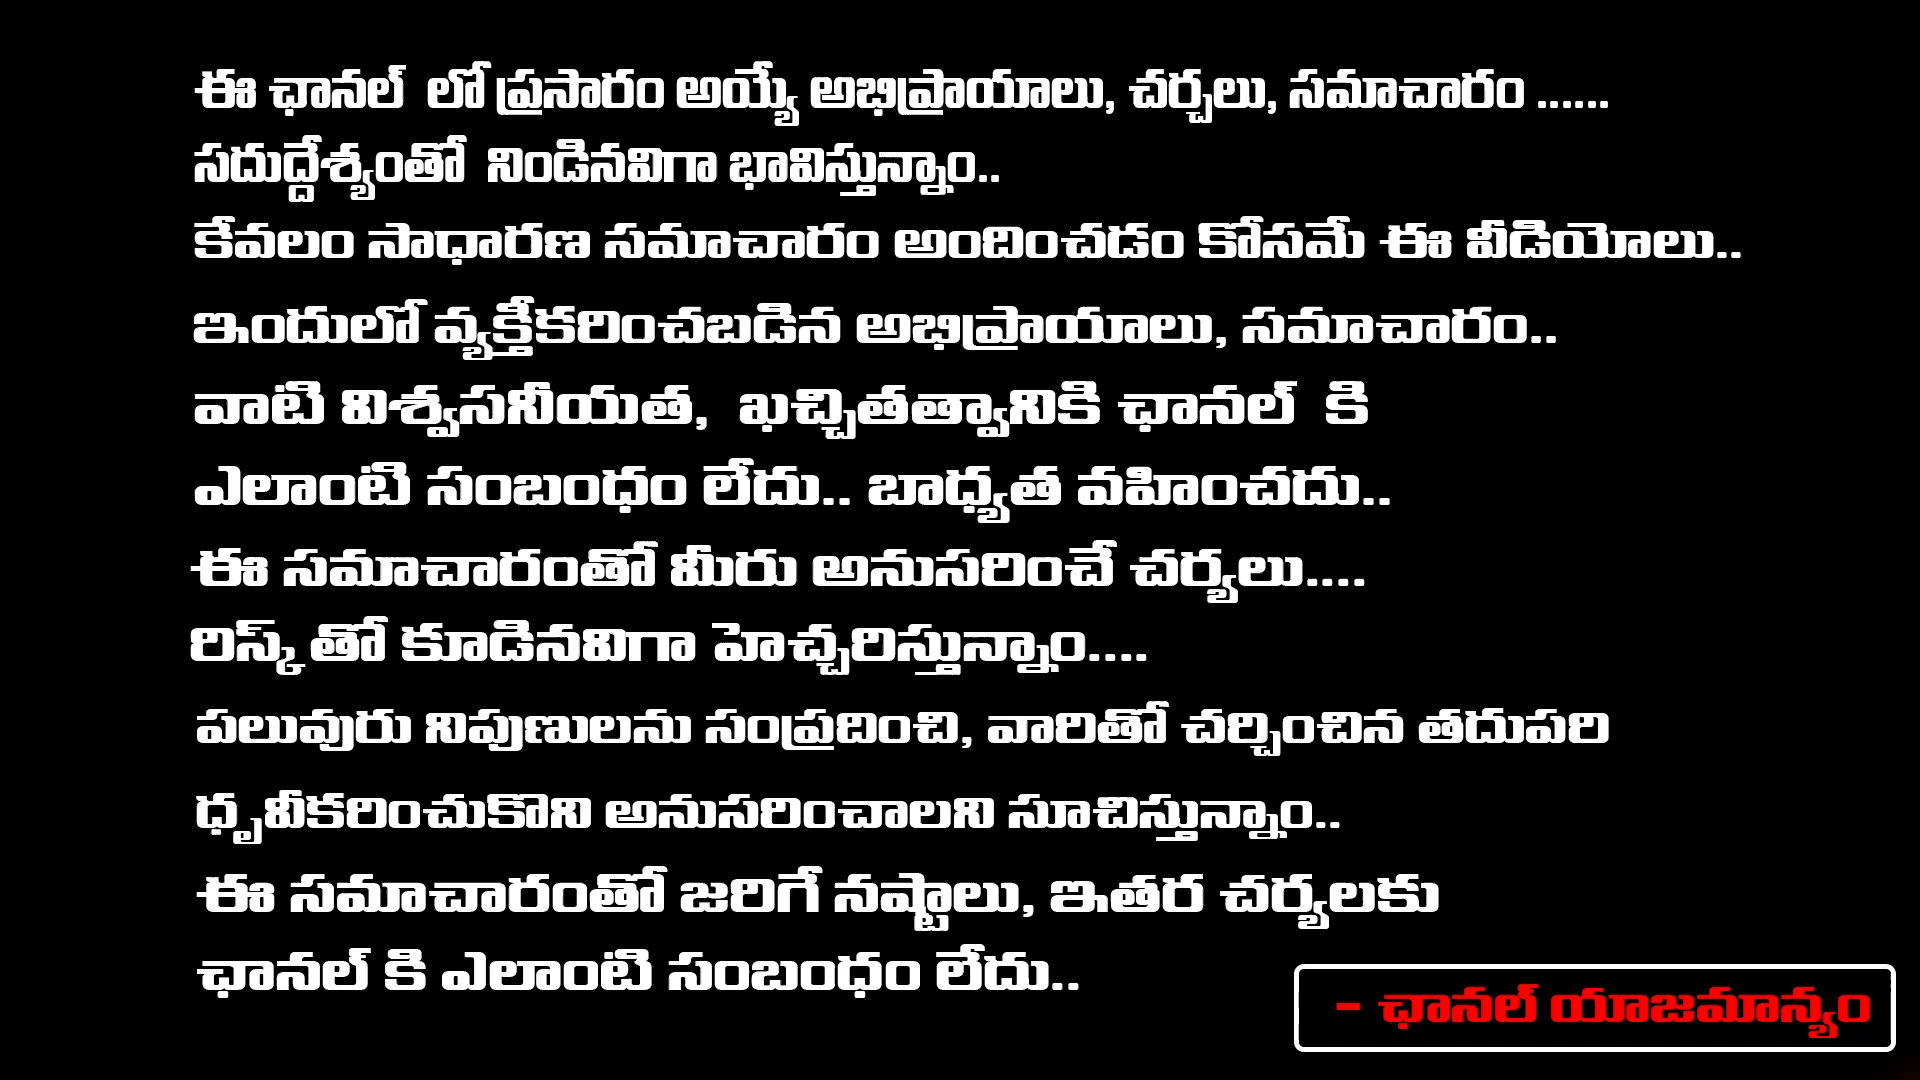 ఈ ఛానల్ లో ప్రసారం అయ్యే అభిప్రాయాలు, చర్చలు, సమాచారం ......
సదుద్దేశ్యంతో నిండినవిగా భావిస్తున్నాం..
కేవలం సాధారణ సమాచారం అందించడం కోసమే ఈ వీడియోలు..
ఇందులో వ్యక్తీకరించబడిన అభిప్రాయాలు, సమాచారం..
వాటి విశ్వసనీయత, ఖచ్చితత్వానికి ఛానల్ కి
ఎలాంటి సంబంధం లేదు.. బాధ్యత వహించదు..
ఈ సమాచారంతో మీరు అనుసరించే చర్యలు....
రిస్క్ తో కూడినవిగా హెచ్చరిస్తున్నాం....
పలువురు నిపుణులను సంప్రదించి, వారితో చర్చించిన తదుపరి
ధృవీకరించుకొని అనుసరించాలని సూచిస్తున్నాం..
ఈ సమాచారంతో జరిగే నష్టాలు, ఇతర చర్యలకు
ఛానల్ కి ఎలాంటి సంబంధం లేదు..
- ఛానల్ యాజమాన్యం